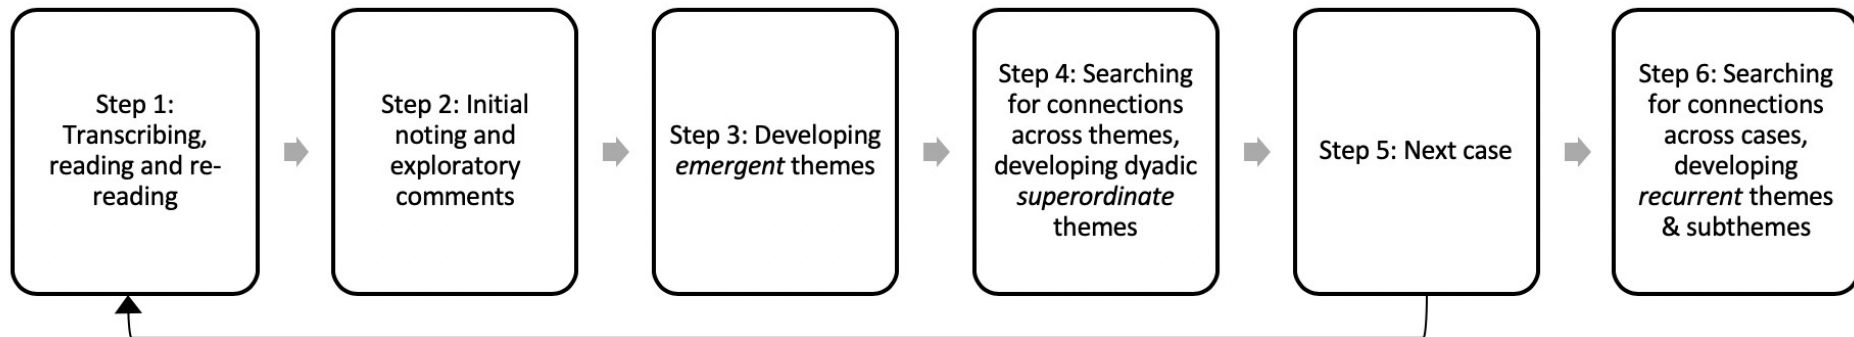 Step 1:
Transcribing,
reading and re-
reading
Step 2: Initial
noting and
exploratory
comments
Step 3: Developing
emergent themes
Step 4: Searching
for connections
across themes,
developing dyadic
superordinate
themes
Step 5: Next case
Step 6: Searching
for connections
across cases,
developing
recurrent themes
& subthemes